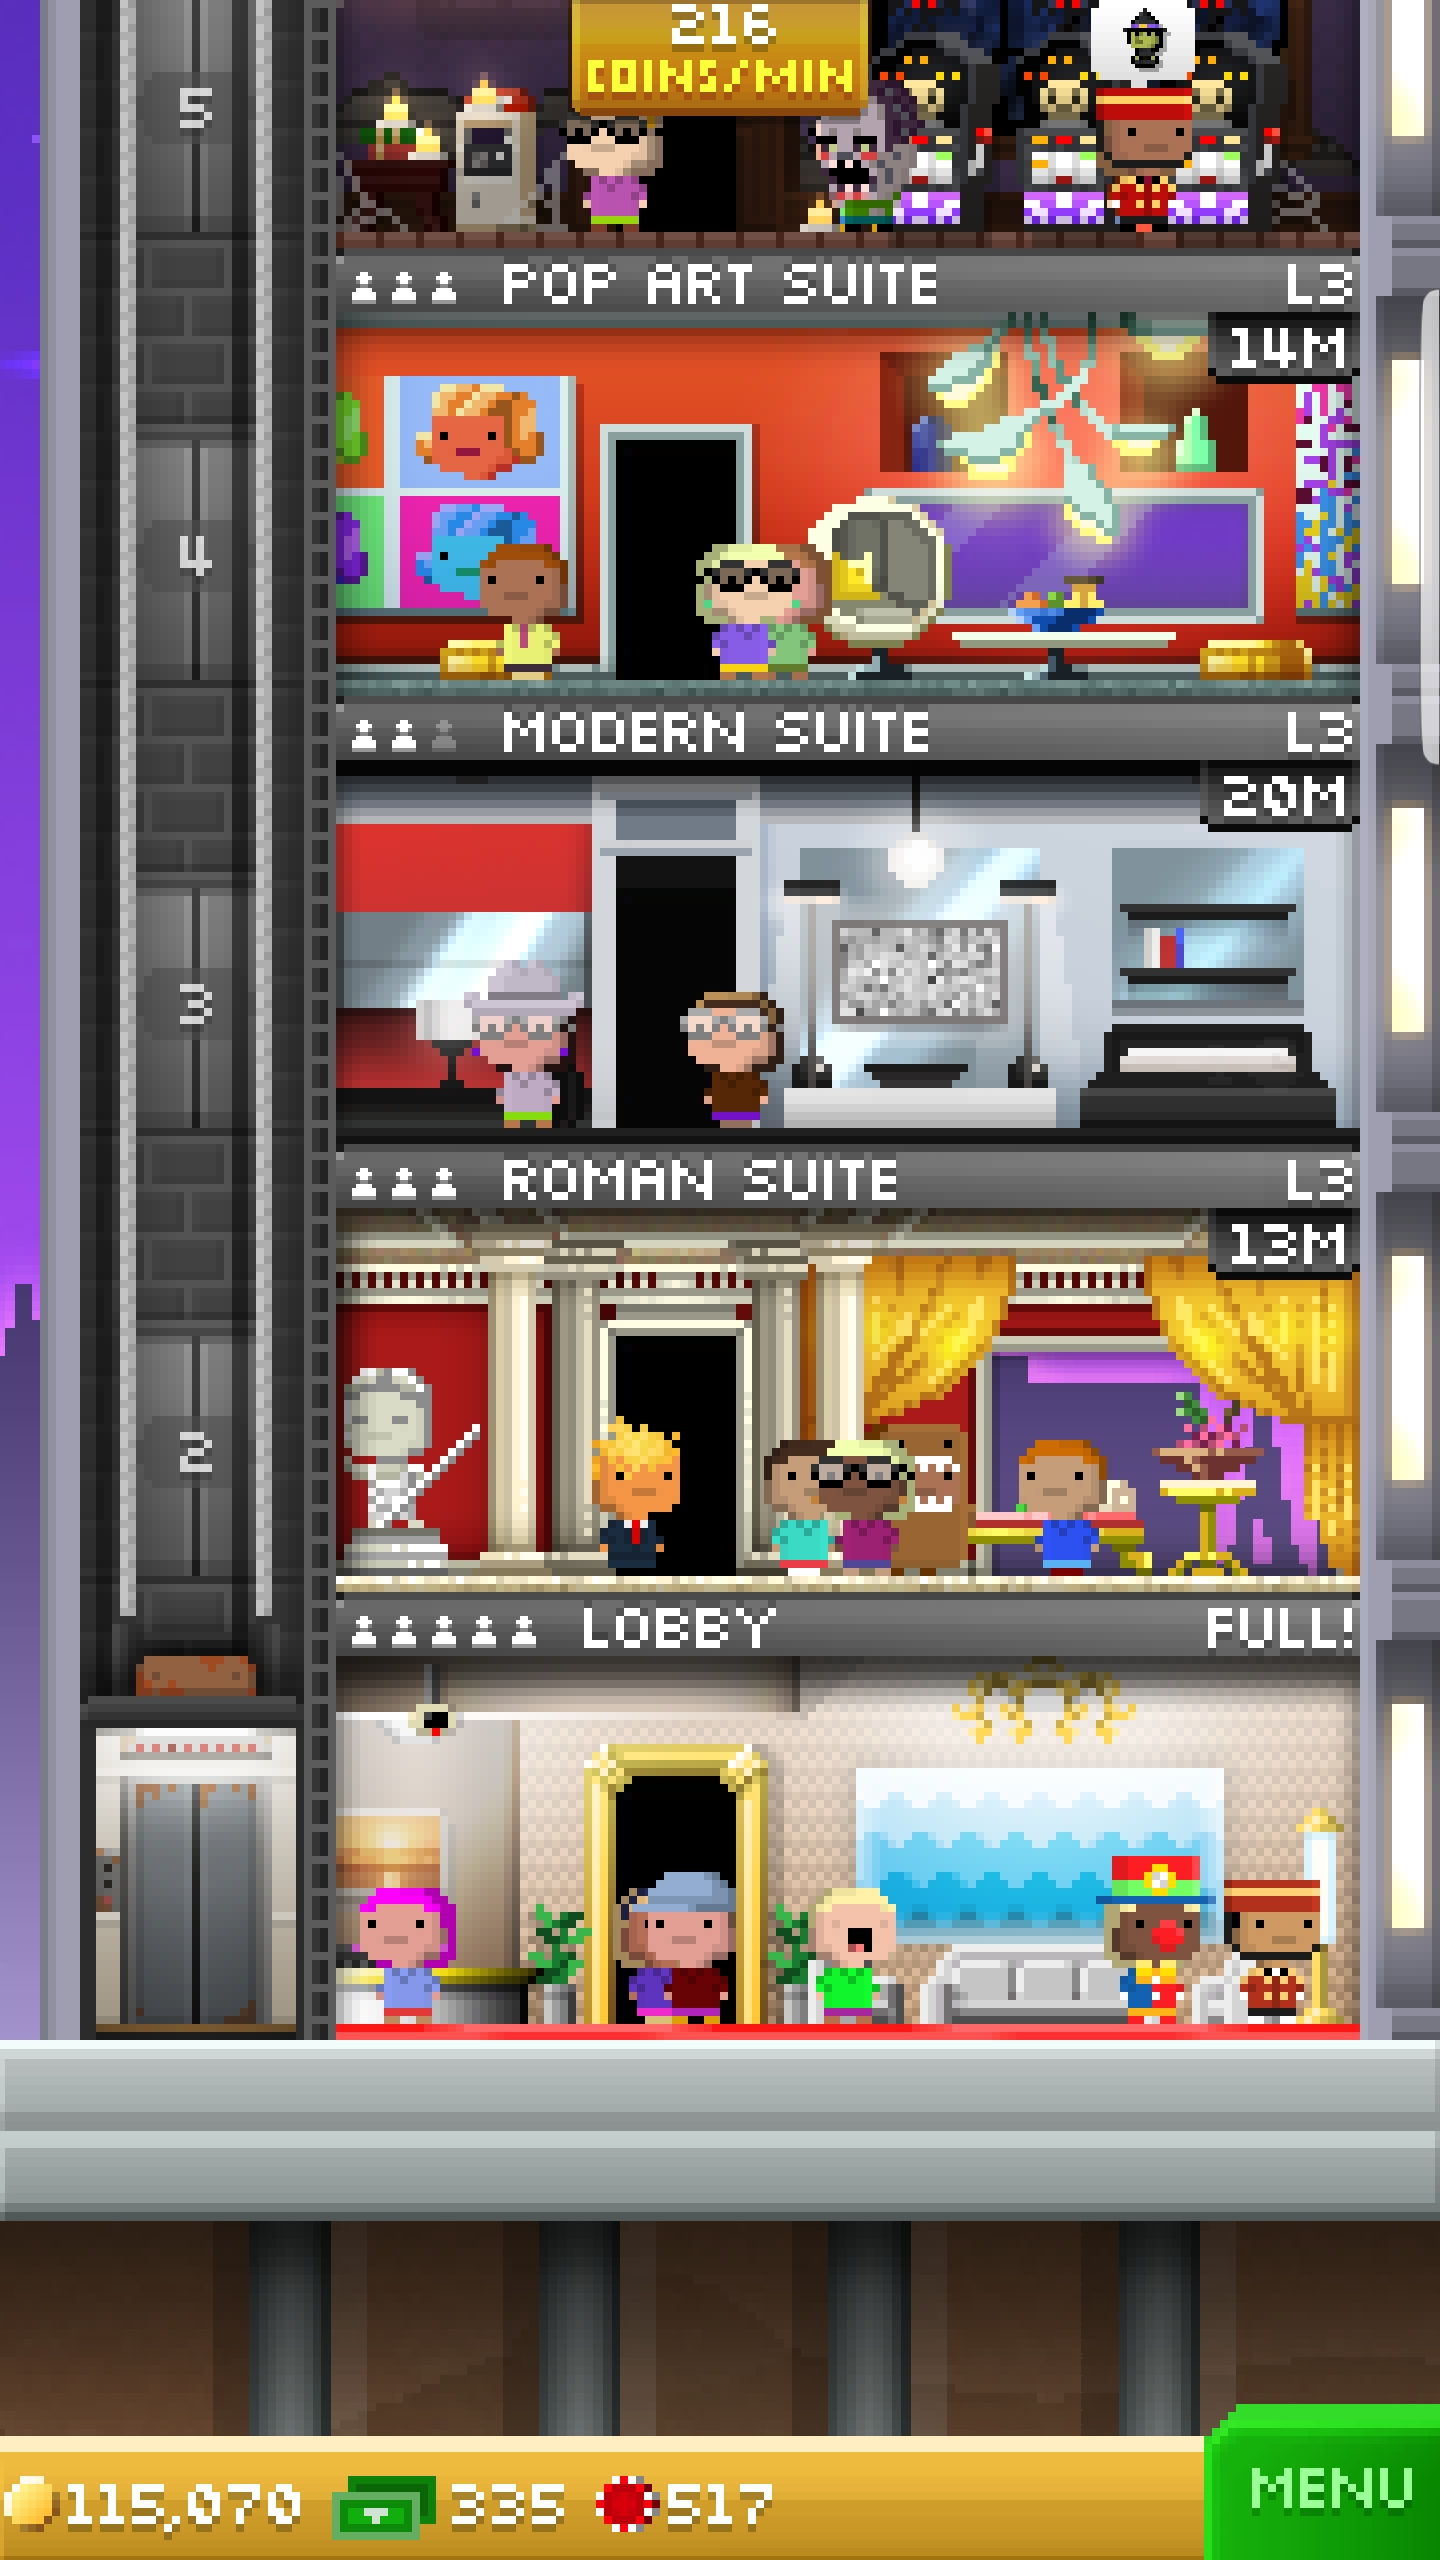 216
COINS/MIN
5
POP ART SUITE L3
14M
4
MODERN SUITE L3
20M
3
ROMAN SUITE L3
13M
2
LOBBY FULL!
115,070 335 517 MENU